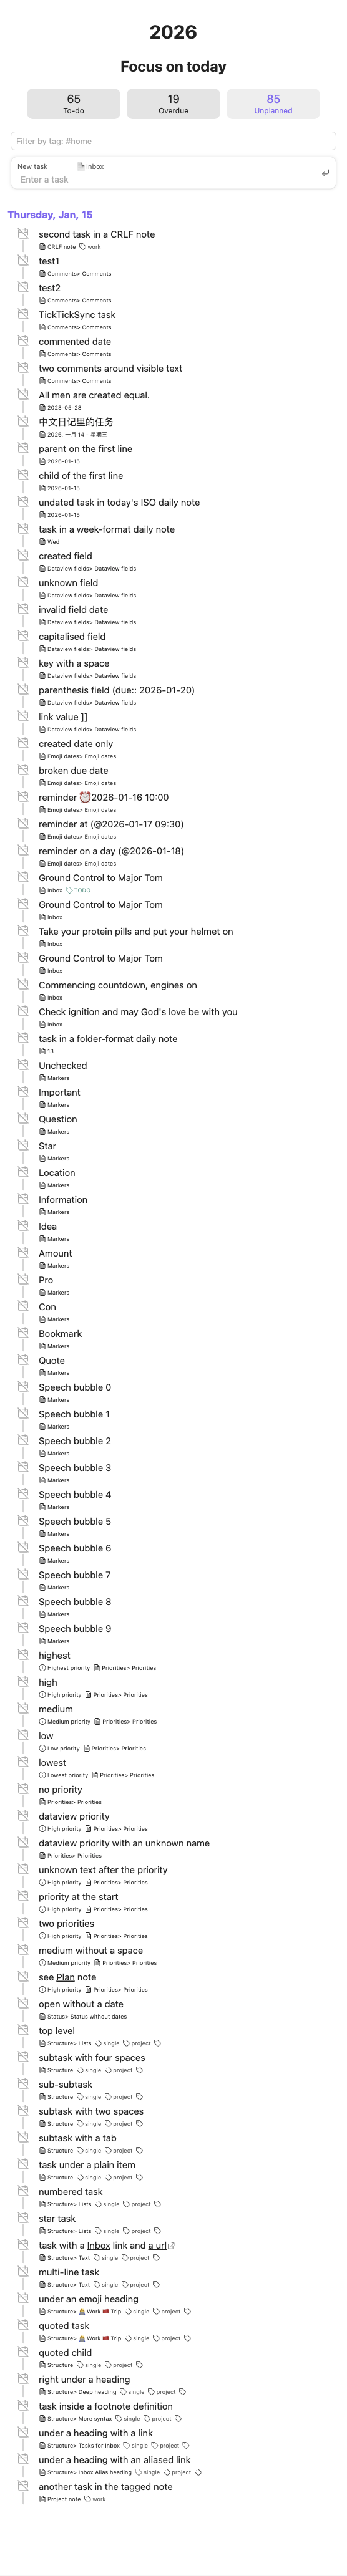 2026
Focus on today
65
To-do
19
Overdue
85
Unplanned
Filter by tag: #home
New task
Inbox
Enter a task
Thursday, Jan, 15
second task in a CRLF note
CRLF note work
test1
Comments> Comments
test2
Comments> Comments
TickTickSync task
Comments> Comments
commented date
Comments> Comments
two comments around visible text
Comments> Comments
All men are created equal.
2023-05-28
中文日记里的任务
2026, 一月 14 - 星期三
parent on the first line
2026-01-15
child of the first line
2026-01-15
undated task in today's ISO daily note
2026-01-15
task in a week-format daily note
Wed
created field
Dataview fields> Dataview fields
unknown field
Dataview fields> Dataview fields
invalid field date
Dataview fields> Dataview fields
capitalised field
Dataview fields> Dataview fields
key with a space
Dataview fields> Dataview fields
parenthesis field (due:: 2026-01-20)
Dataview fields> Dataview fields
link value ]]
Dataview fields> Dataview fields
created date only
Emoji dates> Emoji dates
broken due date
Emoji dates> Emoji dates
reminder ⏰2026-01-16 10:00
Emoji dates> Emoji dates
reminder at (@2026-01-17 09:30)
Emoji dates> Emoji dates
reminder on a day (@2026-01-18)
Emoji dates> Emoji dates
Ground Control to Major Tom
Inbox TODO
Ground Control to Major Tom
Inbox
Take your protein pills and put your helmet on
Inbox
Ground Control to Major Tom
Inbox
Commencing countdown, engines on
Inbox
Check ignition and may God's love be with you
Inbox
task in a folder-format daily note
13
Unchecked
Markers
Important
Markers
Question
Markers
Star
Markers
Location
Markers
Information
Markers
Idea
Markers
Amount
Markers
Pro
Markers
Con
Markers
Bookmark
Markers
Quote
Markers
Speech bubble 0
Markers
Speech bubble 1
Markers
Speech bubble 2
Markers
Speech bubble 3
Markers
Speech bubble 4
Markers
Speech bubble 5
Markers
Speech bubble 6
Markers
Speech bubble 7
Markers
Speech bubble 8
Markers
Speech bubble 9
Markers
highest
Highest priority Priorities> Priorities
high
High priority Priorities> Priorities
medium
Medium priority Priorities> Priorities
low
Low priority Priorities> Priorities
lowest
Lowest priority Priorities> Priorities
no priority
Priorities> Priorities
dataview priority
High priority Priorities> Priorities
dataview priority with an unknown name
Priorities> Priorities
unknown text after the priority
High priority Priorities> Priorities
priority at the start
High priority Priorities> Priorities
two priorities
High priority Priorities> Priorities
medium without a space
Medium priority Priorities> Priorities
see Plan note
High priority Priorities> Priorities
open without a date
Status> Status without dates
top level
Structure> Lists single project
subtask with four spaces
Structure single project
sub-subtask
Structure single project
subtask with two spaces
Structure single project
subtask with a tab
Structure single project
task under a plain item
Structure single project
numbered task
Structure> Lists single project
star task
Structure> Lists single project
task with a Inbox link and a url
Structure> Text single project
multi-line task
Structure> Text single project
under an emoji heading
Structure> Work Trip single project
quoted task
Structure> Work Trip single project
quoted child
Structure single project
right under a heading
Structure> Deep heading single project
task inside a footnote definition
Structure> More syntax single project
under a heading with a link
Structure> Tasks for Inbox single project
under a heading with an aliased link
Structure> Inbox Alias heading single project
another task in the tagged note
Project note work